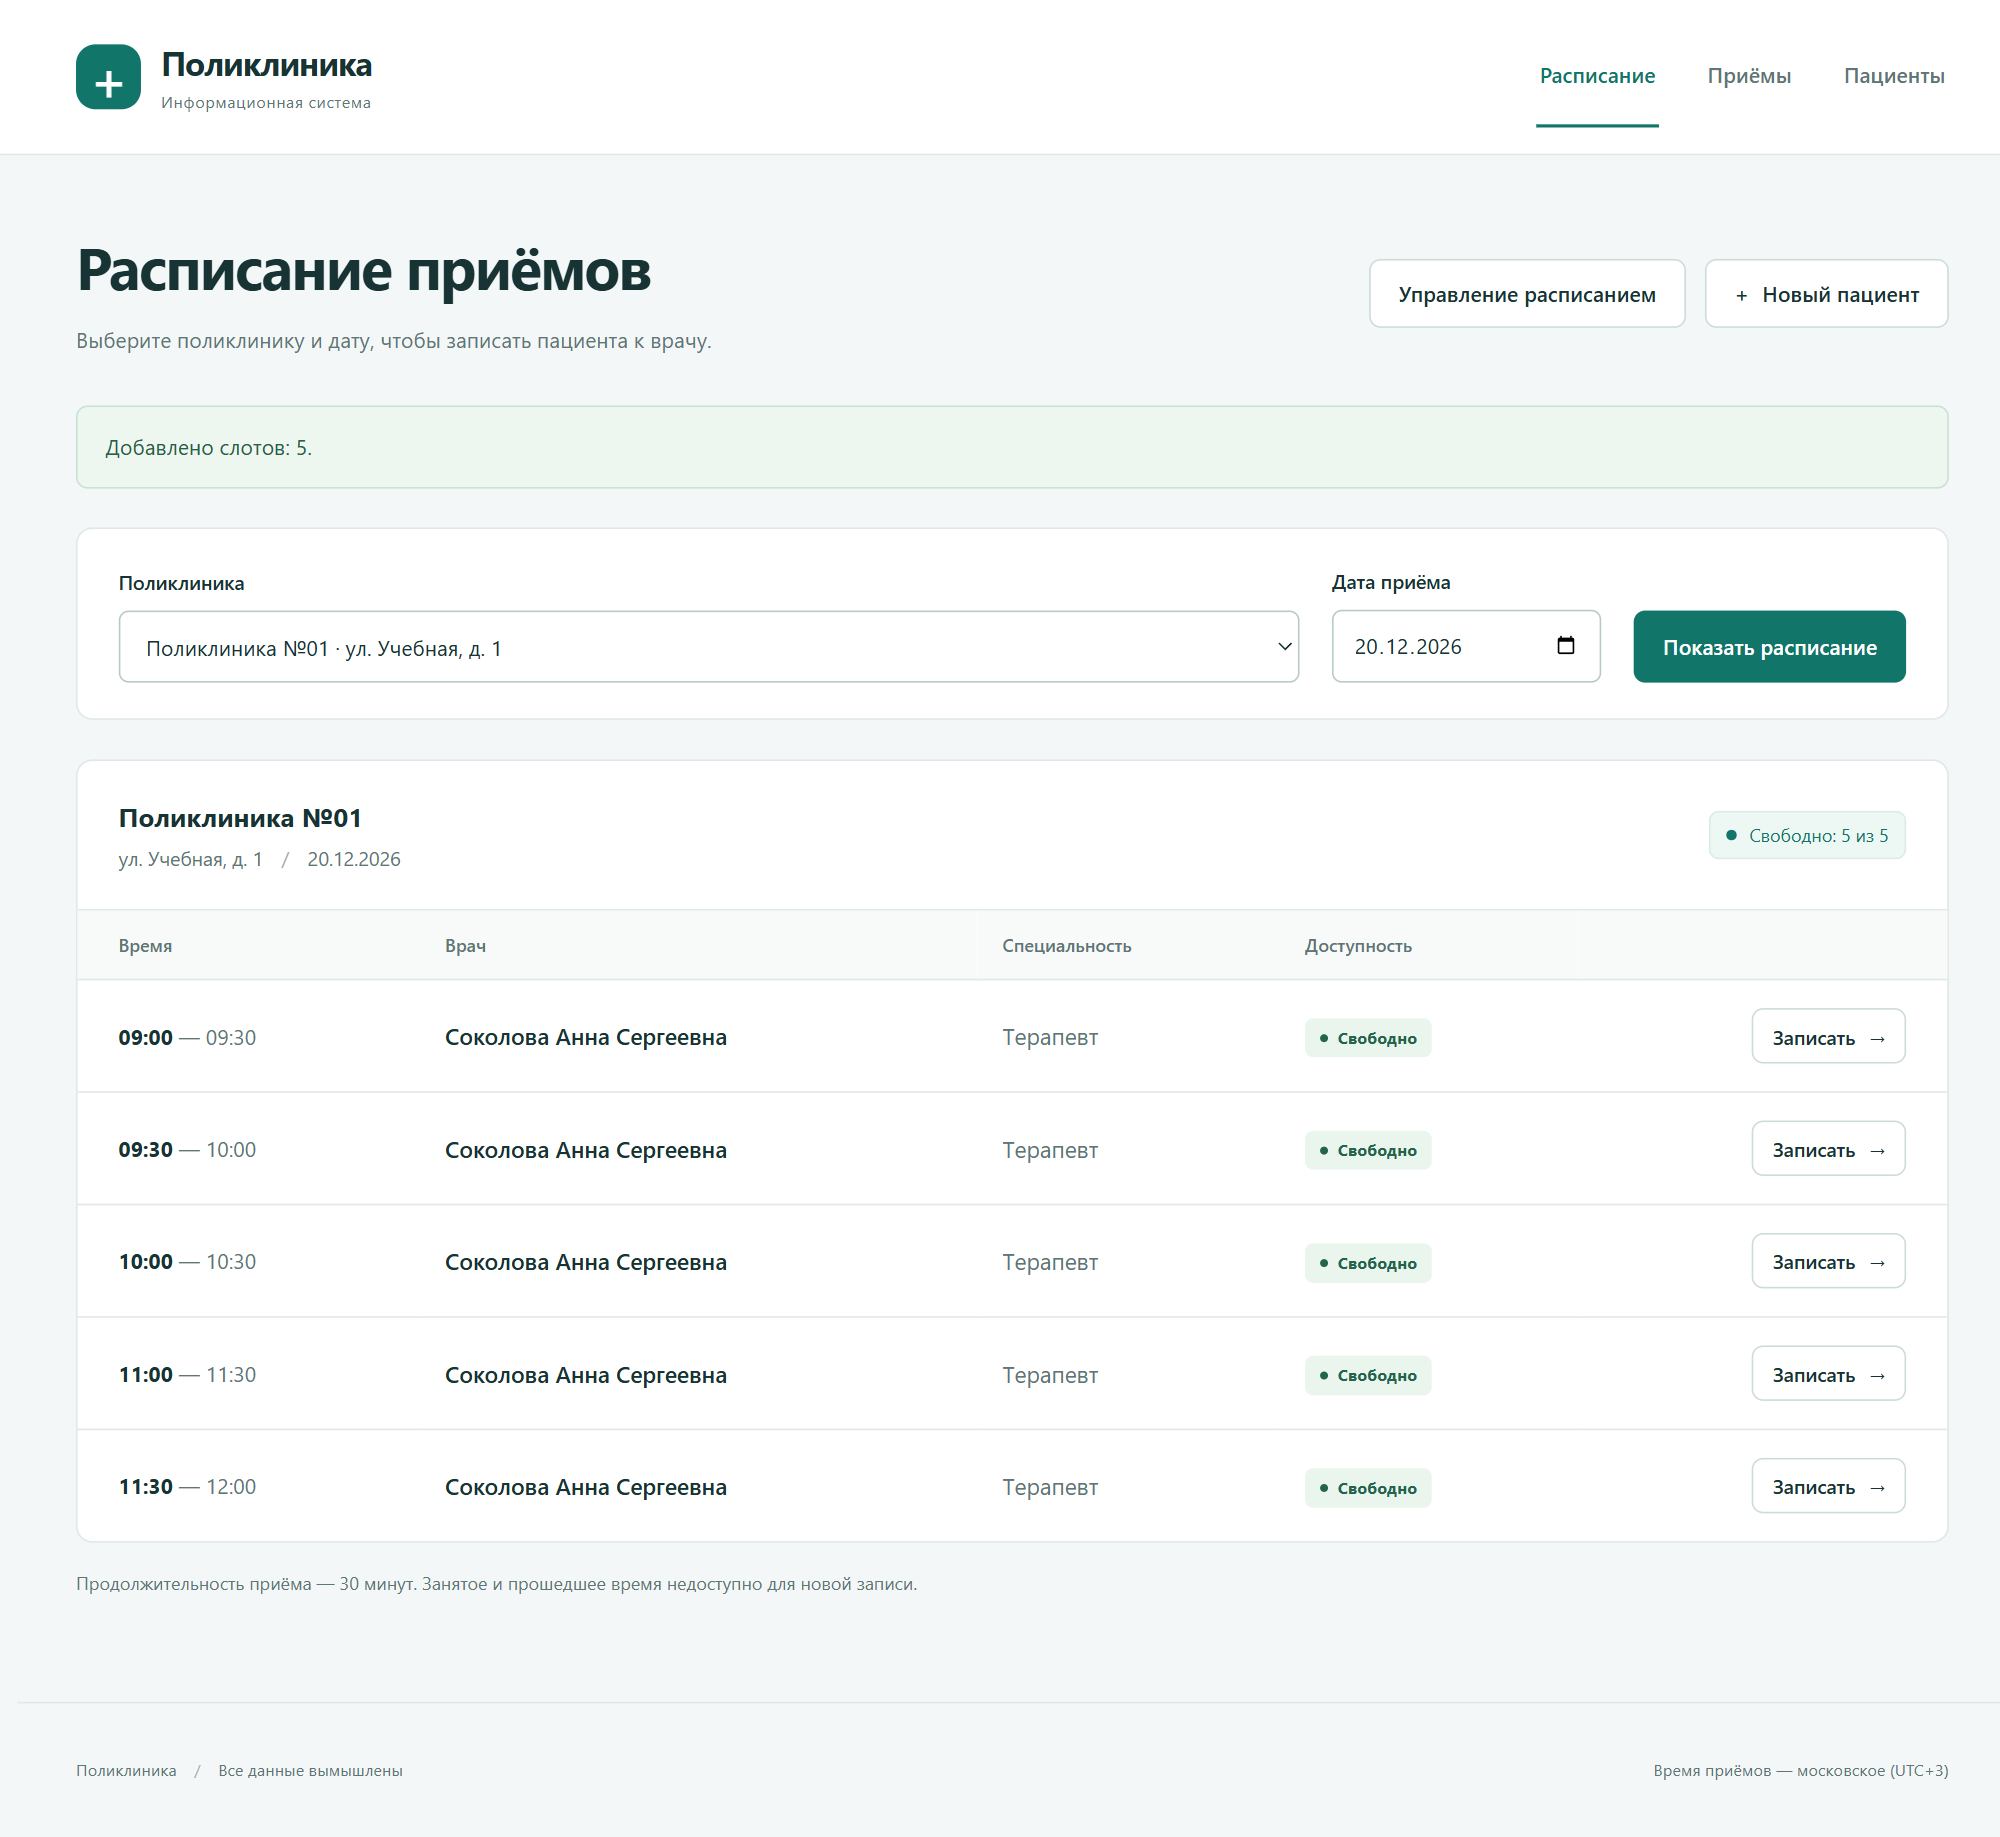 Поликлиника
Информационная система
Расписание Приёмы Пациенты
Расписание приёмов
Выберите поликлинику и дату, чтобы записать пациента к врачу.
Управление расписанием
+ Новый пациент
Добавлено слотов: 5.
Поликлиника
Поликлиника №01 · ул. Учебная, д. 1
Дата приёма
20.12.2026
Показать расписание
Поликлиника №01
ул. Учебная, д. 1 / 20.12.2026
Свободно: 5 из 5
Время Врач Специальность Доступность
09:00 — 09:30 Соколова Анна Сергеевна Терапевт Свободно Записать →
09:30 — 10:00 Соколова Анна Сергеевна Терапевт Свободно Записать →
10:00 — 10:30 Соколова Анна Сергеевна Терапевт Свободно Записать →
11:00 — 11:30 Соколова Анна Сергеевна Терапевт Свободно Записать →
11:30 — 12:00 Соколова Анна Сергеевна Терапевт Свободно Записать →
Продолжительность приёма — 30 минут. Занятое и прошедшее время недоступно для новой записи.
Поликлиника / Все данные вымышлены
Время приёмов — московское (UTC+3)